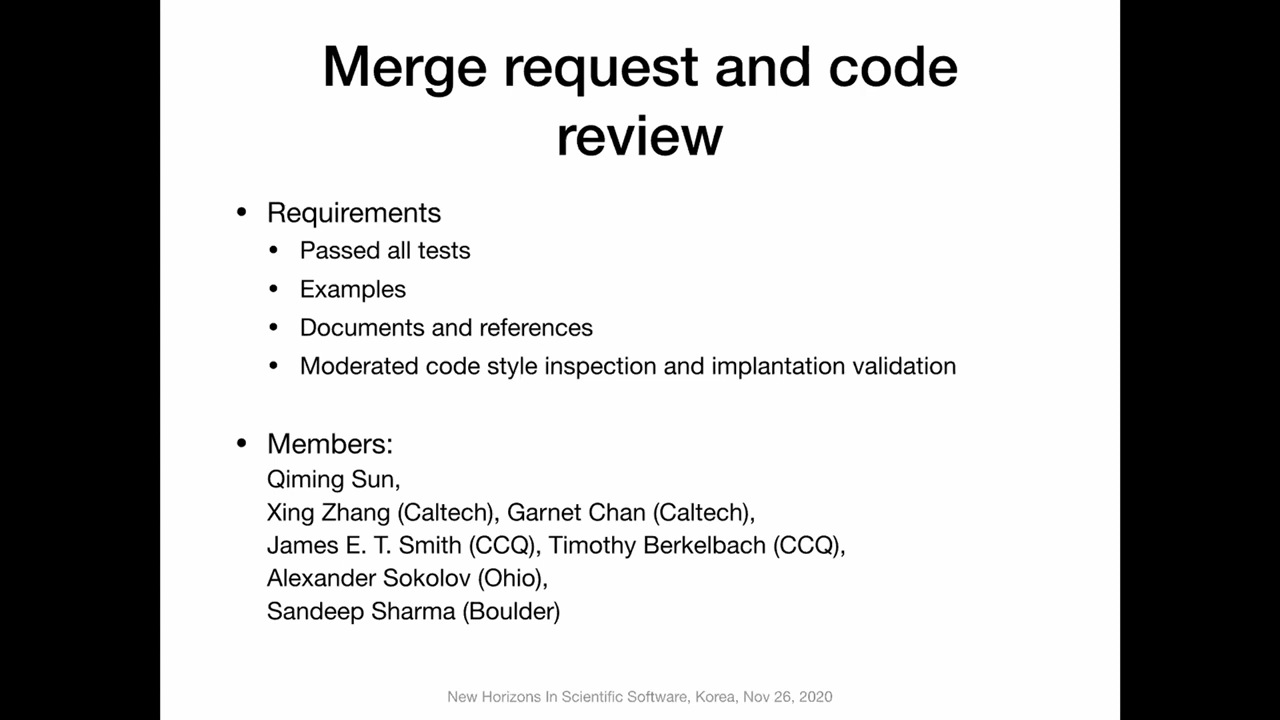 Merge request and code
review
• Requirements
• Passed all tests
• Examples
• Documents and references
• Moderated code style inspection and implantation validation
• Members:
Qiming Sun,
Xing Zhang (Caltech), Garnet Chan (Caltech),
James E. T. Smith (CCQ), Timothy Berkelbach (CCQ),
Alexander Sokolov (Ohio),
Sandeep Sharma (Boulder)
New Horizons In Scientific Software, Korea, Nov 26, 2020